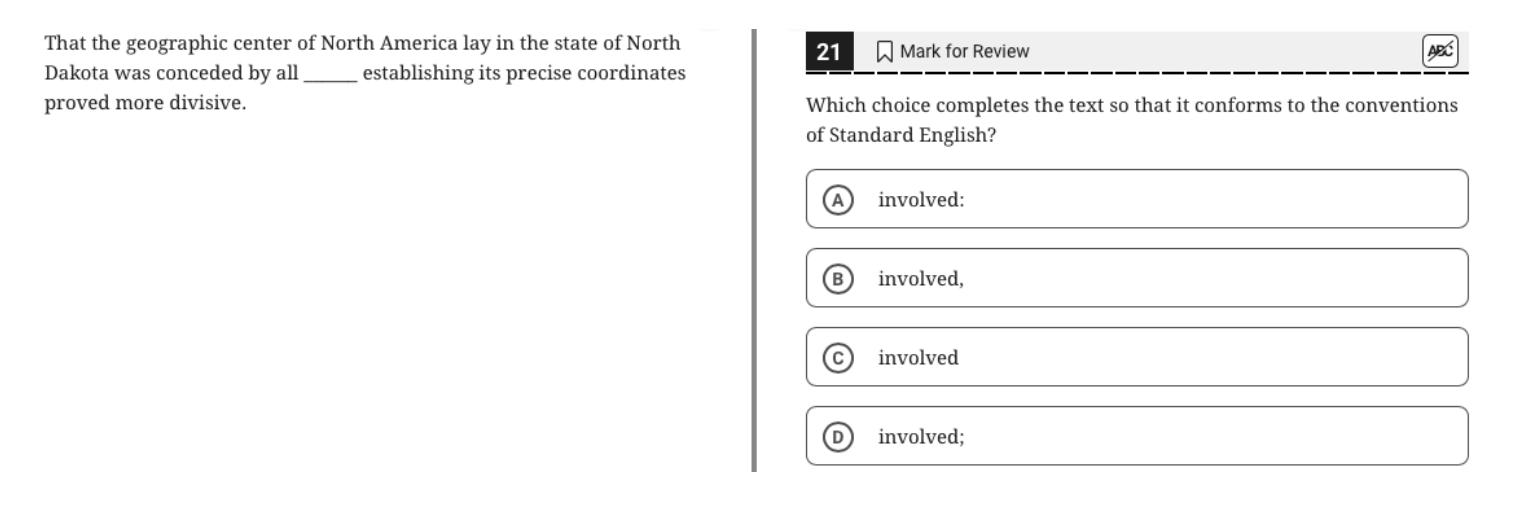 That the geographic center of North America lay in the state of North
Dakota was conceded by all ______ establishing its precise coordinates
proved more divisive.
21 Mark for Review ABC
Which choice completes the text so that it conforms to the conventions
of Standard English?
A involved:
B involved,
C involved
D involved;